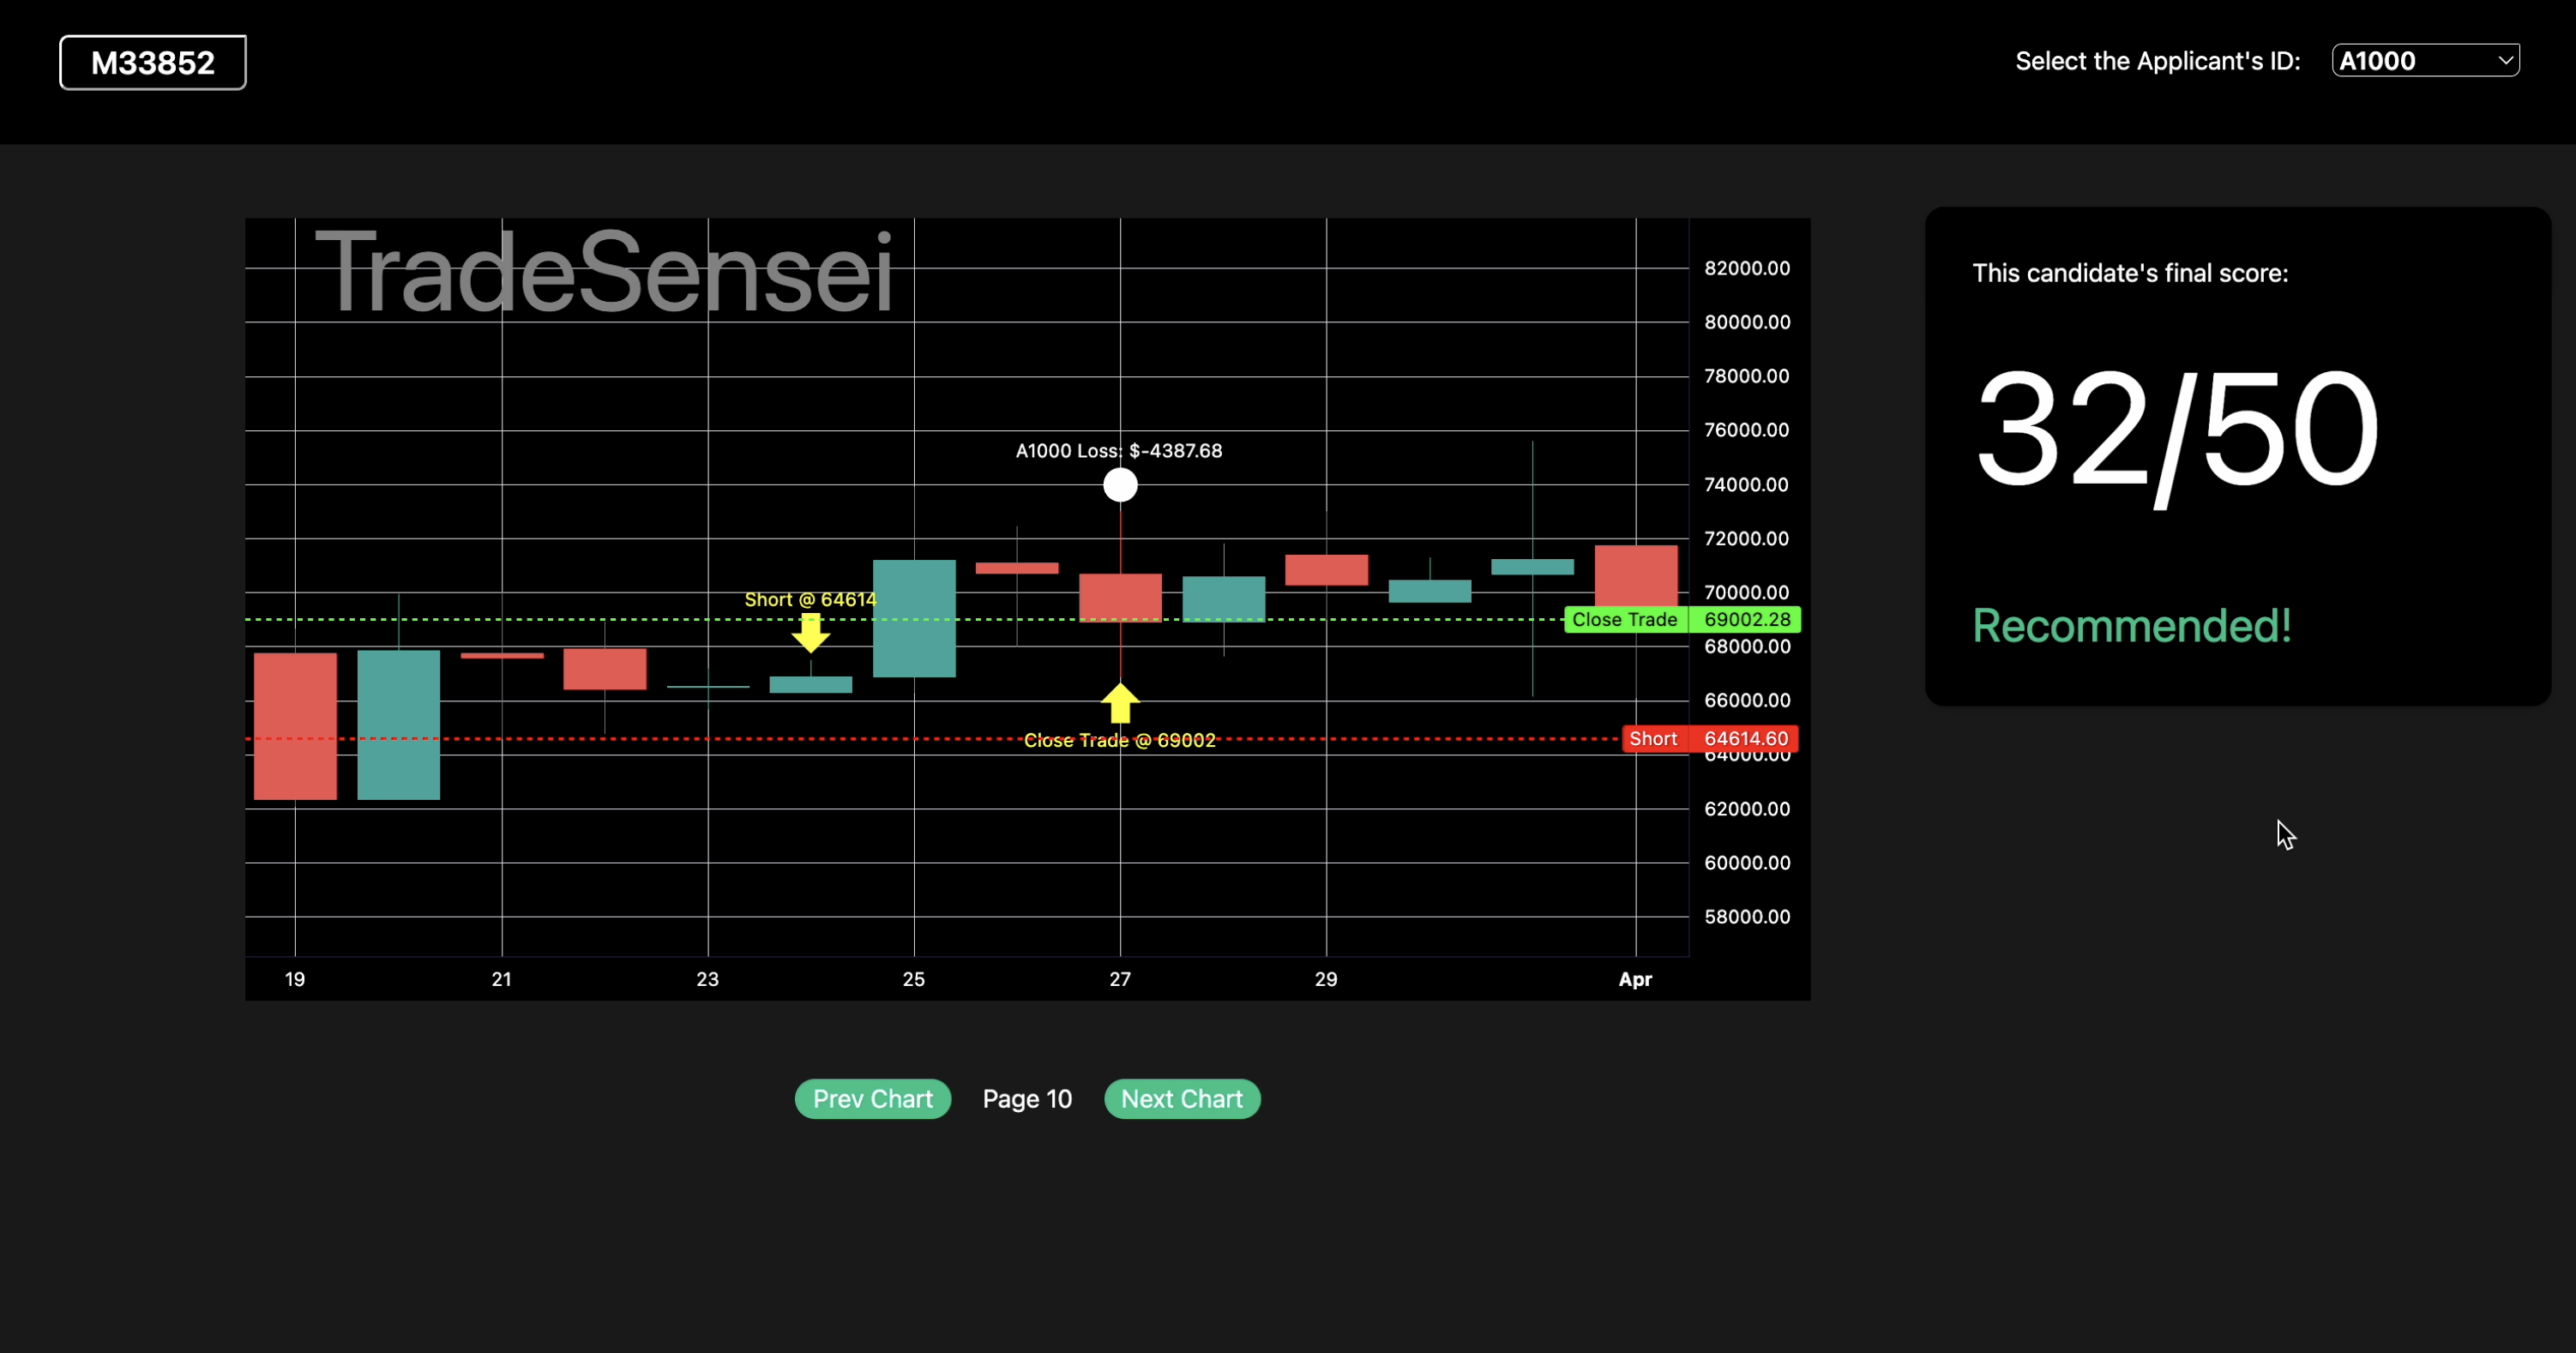 M33852
Select the Applicant's ID:
A1000
TradeSensei
82000.00
80000.00
78000.00
76000.00
A1000 Loss: $-4387.68
74000.00
72000.00
70000.00
Short @ 64614
Close Trade 69002.28
68000.00
66000.00
Close Trade @ 69002
Short 64614.60
64000.00
62000.00
60000.00
58000.00
19 21 23 25 27 29 Apr
This candidate's final score:
32/50
Recommended!
Prev Chart
Page 10
Next Chart